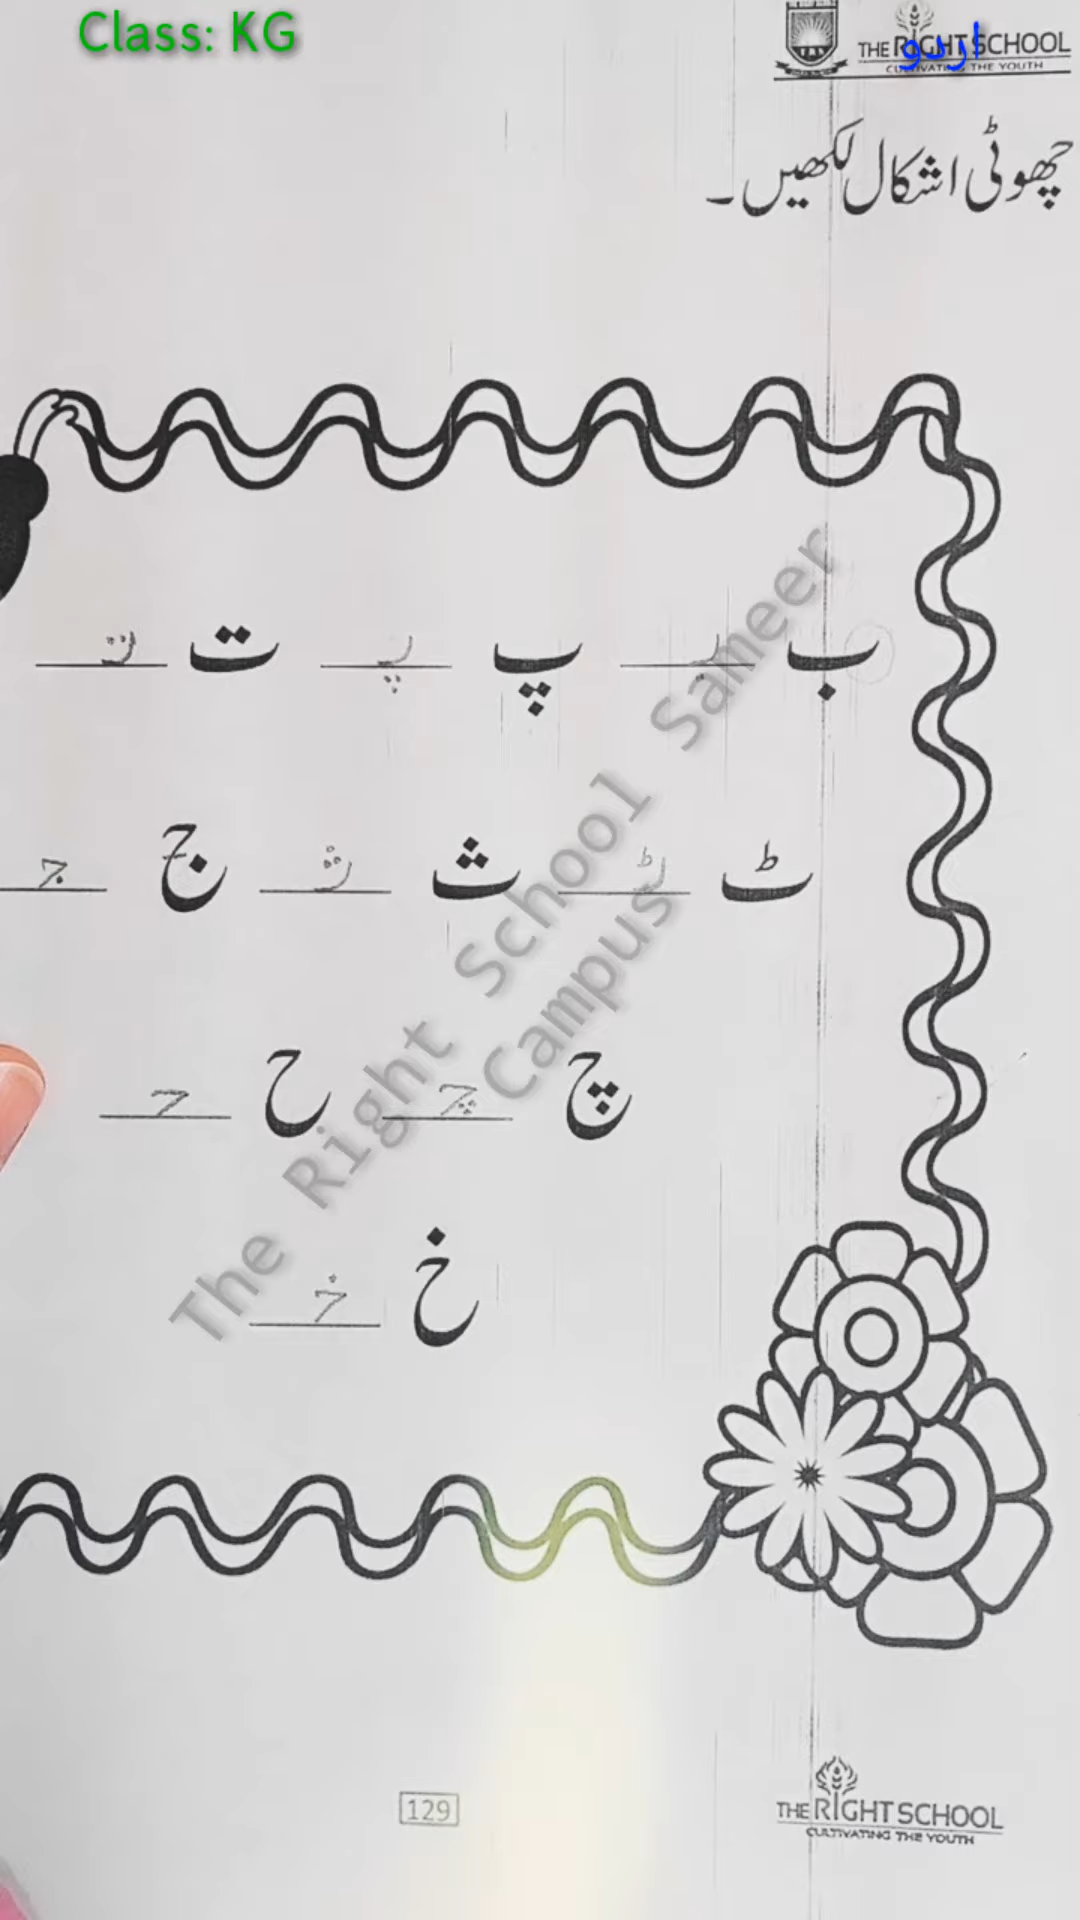 Class: KG
THE RIGHT SCHOOL
CULTIVATING THE YOUTH
اردو
چھوٹی اشکال لکھیں۔
ب بـ پ پـ ت تـ
ٹ ٹـ ث ثـ ج جـ
چ چـ ح حـ
خ خـ
The Right School Sameer
Campus
129
THE RIGHT SCHOOL
CULTIVATING THE YOUTH